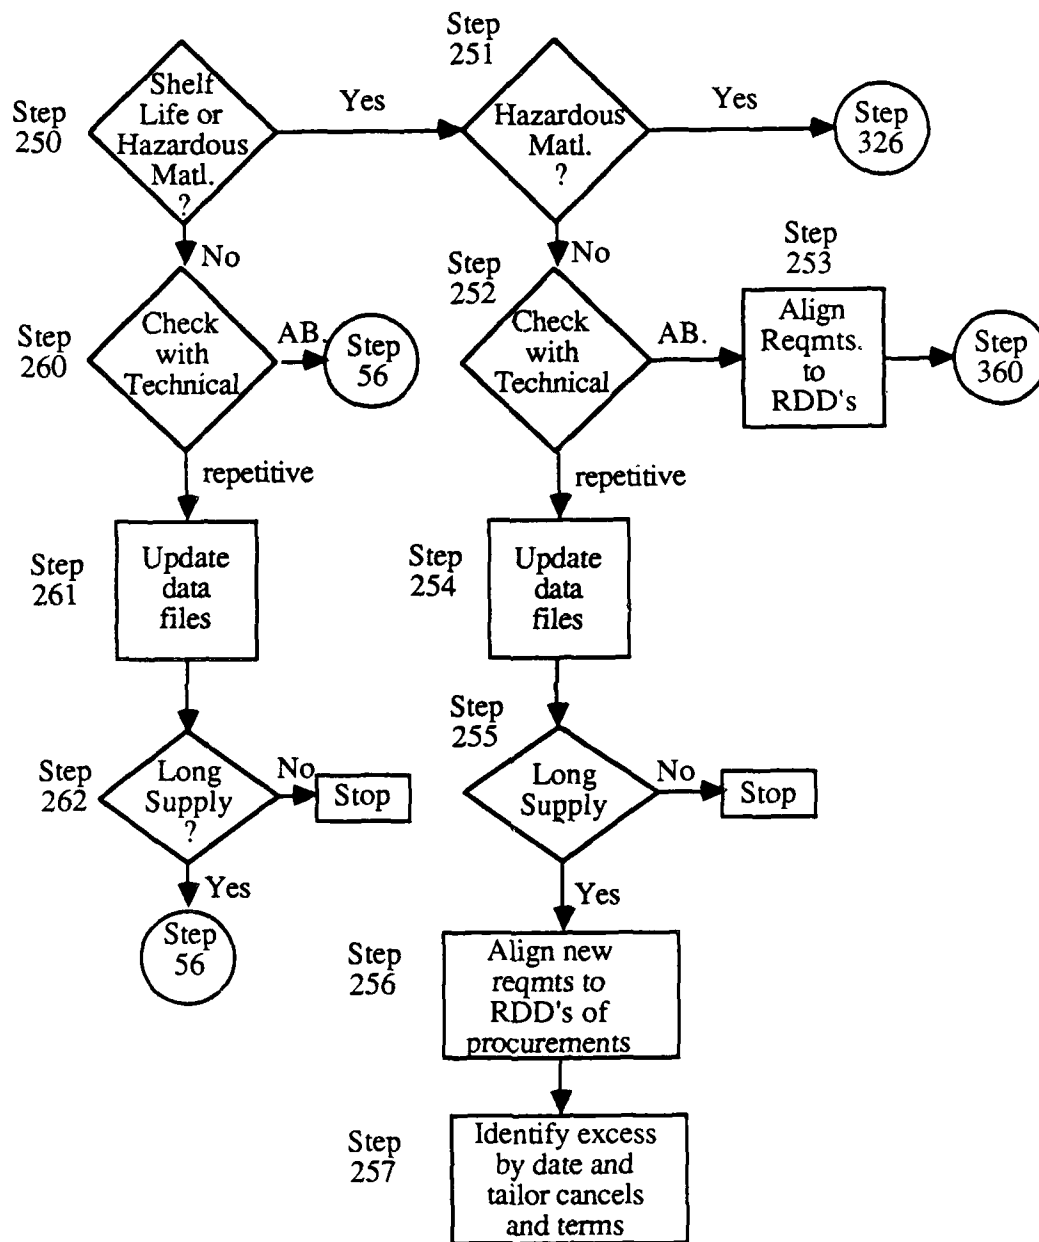 Step
250
Shelf
Life or
Hazardous
Matl.
?
Yes
Step
251
Hazardous
Matl.
?
Yes
Step
326
No
Step
260
Check
with
Technical
AB.
Step
56
No
Step
252
Check
with
Technical
AB.
Step
253
Align
Reqmts.
to
RDD's
Step
360
repetitive
Step
261
Update
data
files
repetitive
Step
254
Update
data
files
Step
262
Long
Supply
?
No
Stop
Yes
Step
56
Step
255
Long
Supply
No
Stop
Yes
Step
256
Align new
reqmts to
RDD's of
procurements
Step
257
Identify excess
by date and
tailor cancels
and terms